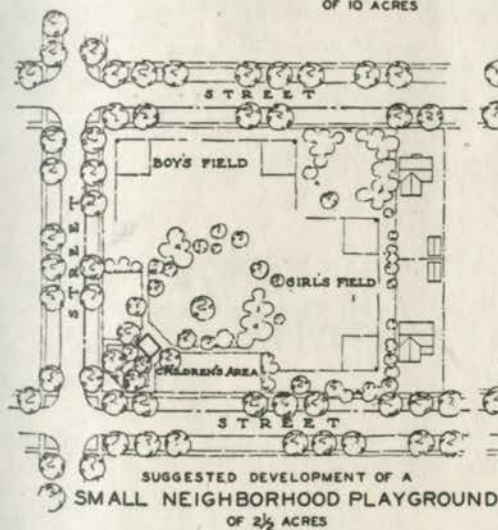 OF 10 ACRES
STREET
BOY'S FIELD
STREET
GIRLS FIELD
CHILDREN'S AREA
STREET
SUGGESTED DEVELOPMENT OF A
SMALL NEIGHBORHOOD PLAYGROUND
OF 2½ ACRES